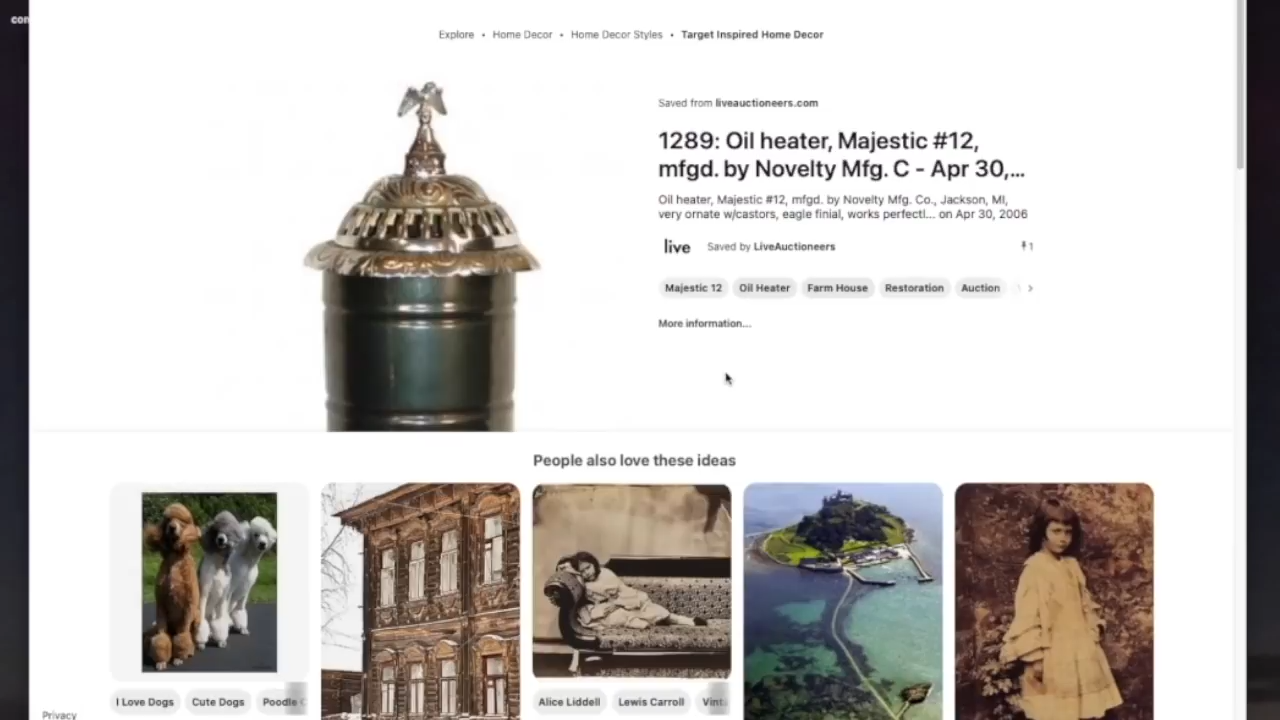 Explore • Home Decor • Home Decor Styles • Target Inspired Home Decor
Saved from liveauctioneers.com
1289: Oil heater, Majestic #12,
mfgd. by Novelty Mfg. C - Apr 30,...
Oil heater, Majestic #12, mfgd. by Novelty Mfg. Co., Jackson, MI,
very ornate w/castors, eagle finial, works perfectl... on Apr 30, 2006
live Saved by LiveAuctioneers 1
Majestic 12 Oil Heater Farm House Restoration Auction
More information...
People also love these ideas
I Love Dogs Cute Dogs Poodle
Alice Liddell Lewis Carroll Vint
Privacy